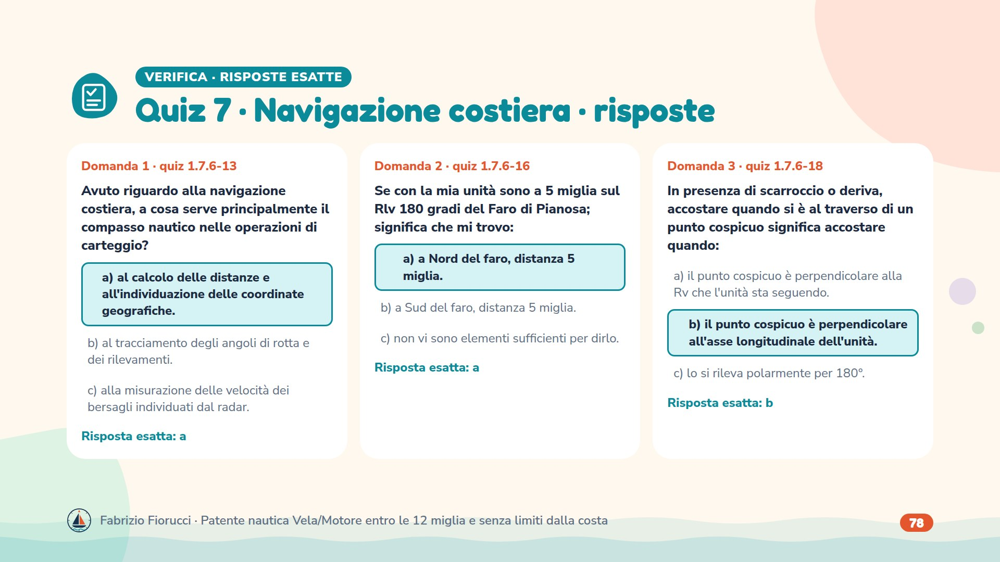 VERIFICA · RISPOSTE ESATTE
Quiz 7 · Navigazione costiera · risposte
Domanda 1 · quiz 1.7.6-13
Avuto riguardo alla navigazione
costiera, a cosa serve principalmente il
compasso nautico nelle operazioni di
carteggio?
a) al calcolo delle distanze e
all'individuazione delle coordinate
geografiche.
b) al tracciamento degli angoli di rotta e
dei rilevamenti.
c) alla misurazione delle velocità dei
bersagli individuati dal radar.
Risposta esatta: a
Domanda 2 · quiz 1.7.6-16
Se con la mia unità sono a 5 miglia sul
Rlv 180 gradi del Faro di Pianosa;
significa che mi trovo:
a) a Nord del faro, distanza 5
miglia.
b) a Sud del faro, distanza 5 miglia.
c) non vi sono elementi sufficienti per dirlo.
Risposta esatta: a
Domanda 3 · quiz 1.7.6-18
In presenza di scarroccio o deriva,
accostare quando si è al traverso di un
punto cospicuo significa accostare
quando:
a) il punto cospicuo è perpendicolare alla
Rv che l'unità sta seguendo.
b) il punto cospicuo è perpendicolare
all'asse longitudinale dell'unità.
c) lo si rileva polarmente per 180°.
Risposta esatta: b
Fabrizio Fiorucci · Patente nautica Vela/Motore entro le 12 miglia e senza limiti dalla costa
78